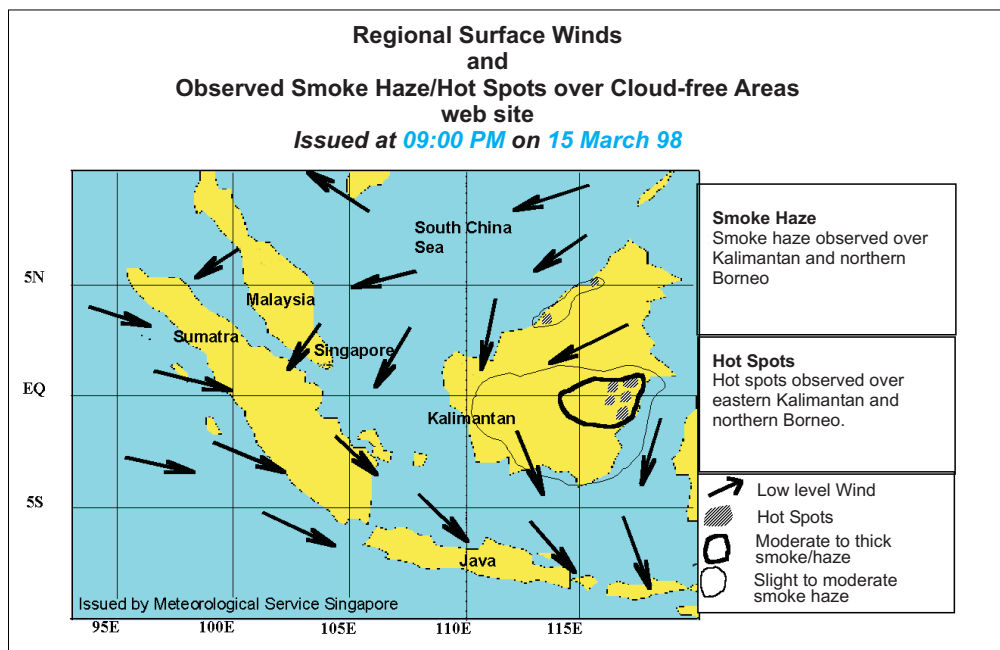 Regional Surface Winds
and
Observed Smoke Haze/Hot Spots over Cloud-free Areas
web site
Issued at 09:00 PM on 15 March 98
South China
Sea
5N
Malaysia
Sumatra
Singapore
EQ
Kalimantan
5S
Java
Issued by Meteorological Service Singapore
95E
100E
105E
110E
115E
Smoke Haze
Smoke haze observed over
Kalimantan and northern
Borneo
Hot Spots
Hot spots observed over
eastern Kalimantan and
northern Borneo.
Low level Wind
Hot Spots
Moderate to thick
smoke/haze
Slight to moderate
smoke haze